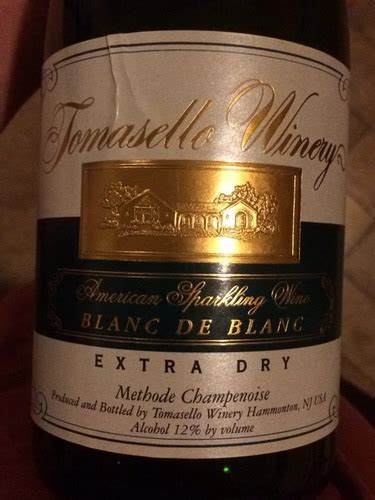 Tomasello Winery
American Sparkling Wine
BLANC DE BLANC
EXTRA DRY
Methode Champenoise
Produced and Bottled by Tomasello Winery Hammonton, NJ USA
Alcohol 12% by volume